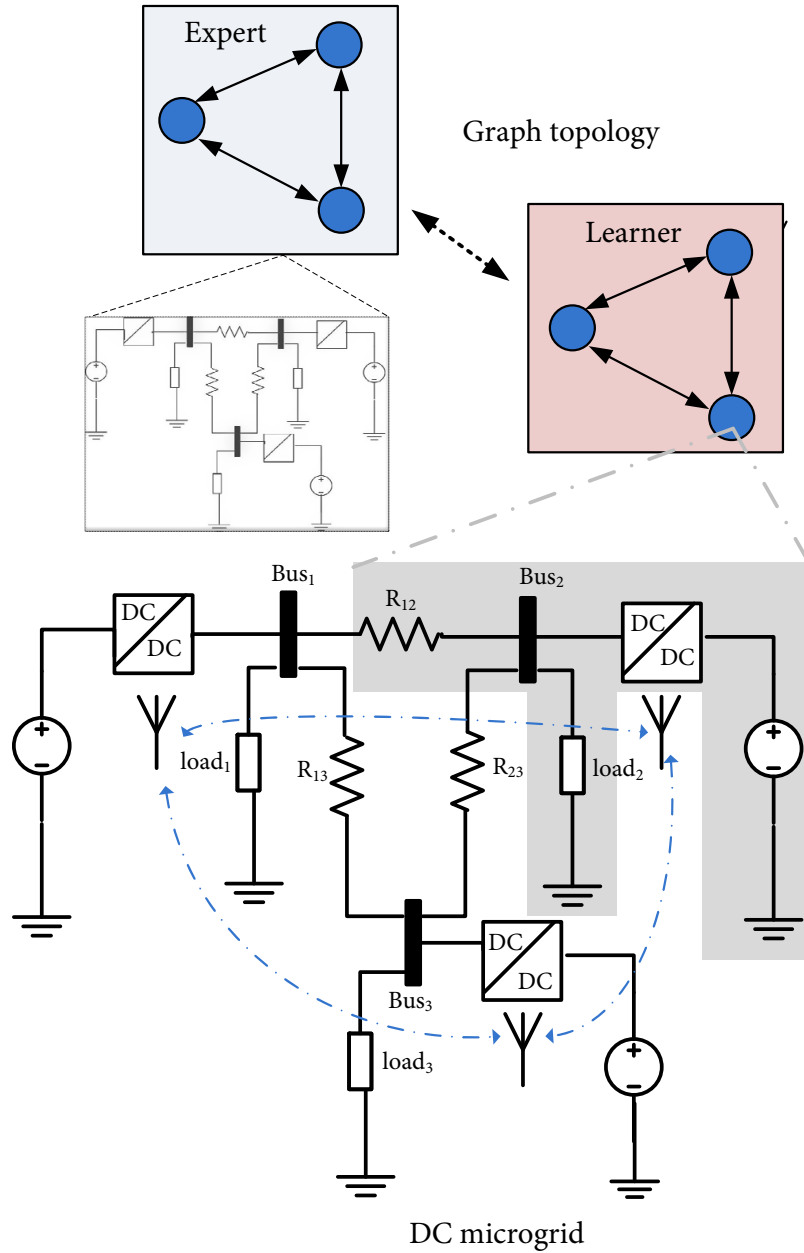 Expert
Graph topology
Learner
Bus₁
Bus₂
R₁₂
DC
DC
DC
DC
load₁
R₁₃
R₂₃
load₂
DC
DC
Bus₃
load₃
DC microgrid